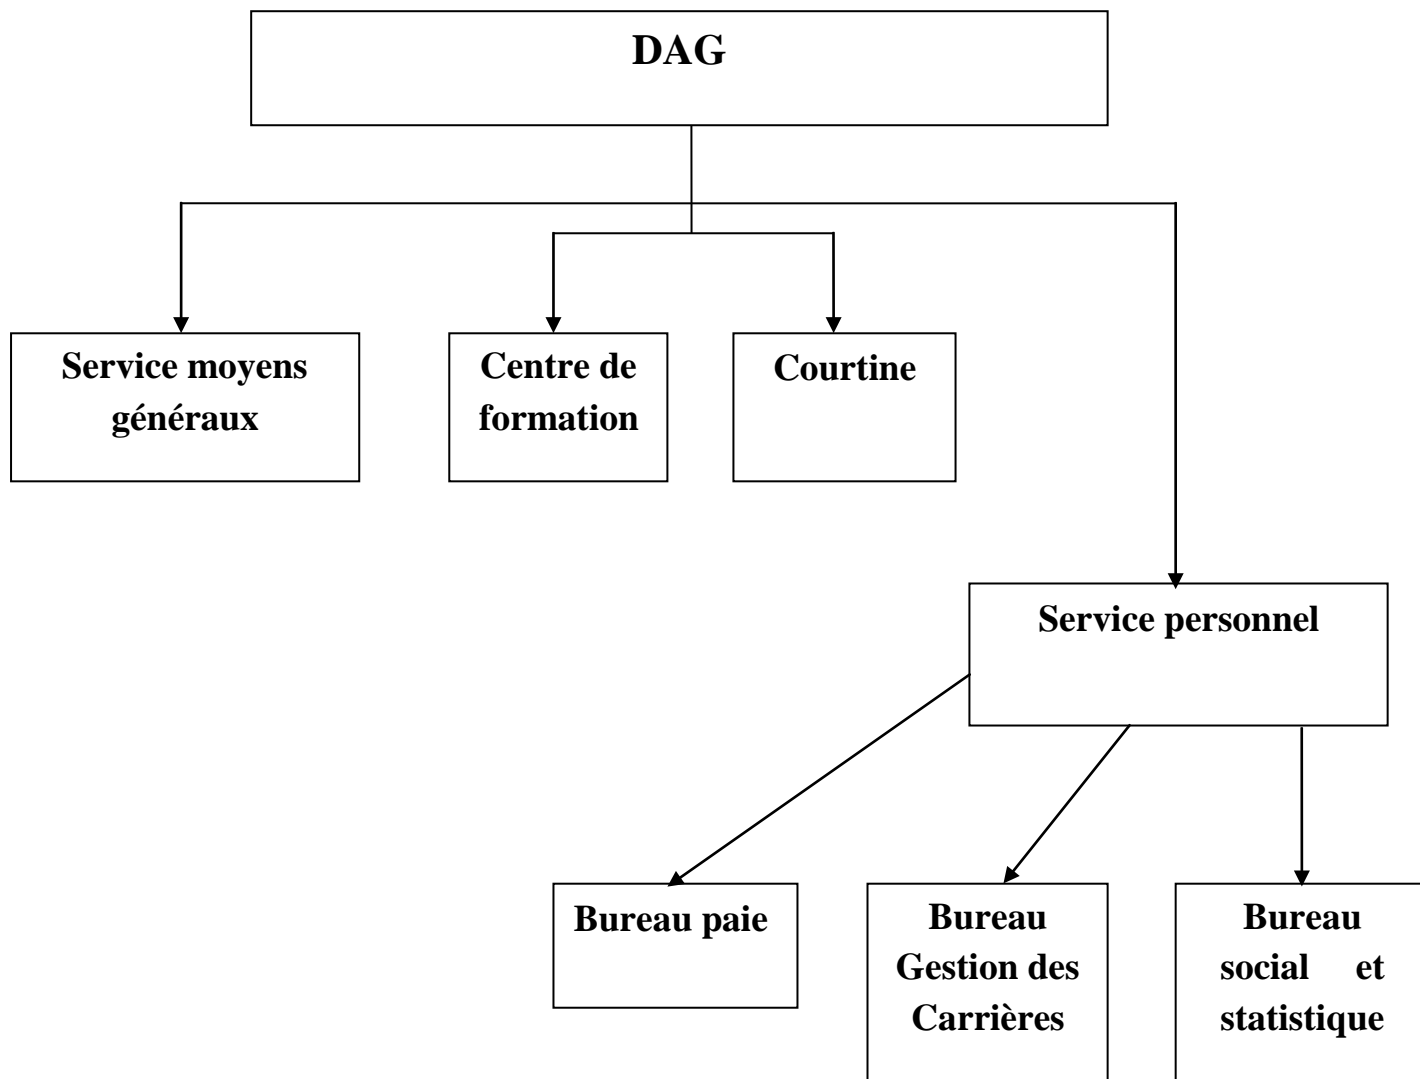 DAG
Service moyens
généraux
Centre de
formation
Courtine
Service personnel
Bureau paie
Bureau
Gestion des
Carrières
Bureau
social et
statistique